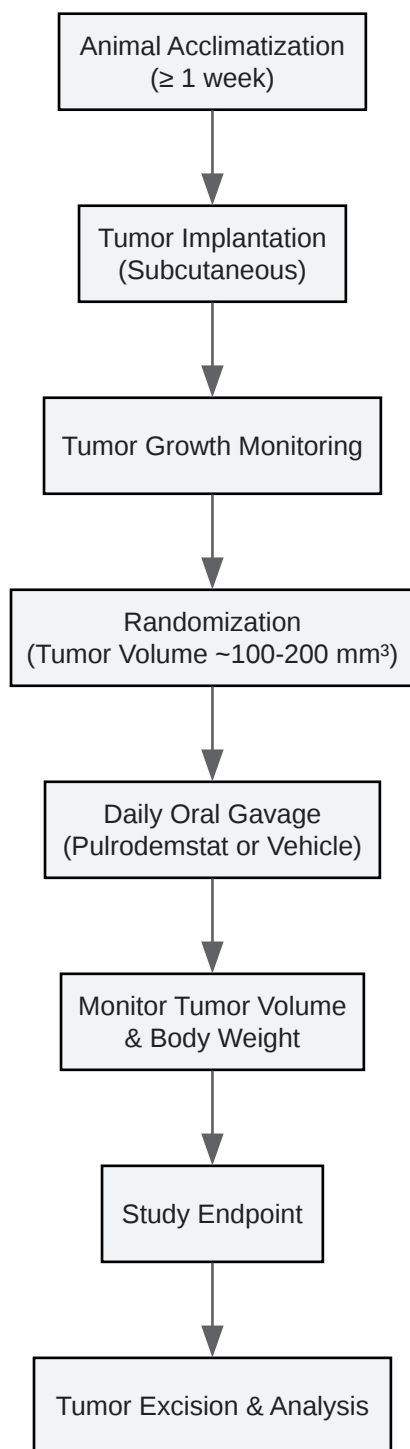 Animal Acclimatization
(≥ 1 week)
Tumor Implantation
(Subcutaneous)
Tumor Growth Monitoring
Randomization
(Tumor Volume ~100-200 mm³)
Daily Oral Gavage
(Pulrodemstat or Vehicle)
Monitor Tumor Volume
& Body Weight
Study Endpoint
Tumor Excision & Analysis